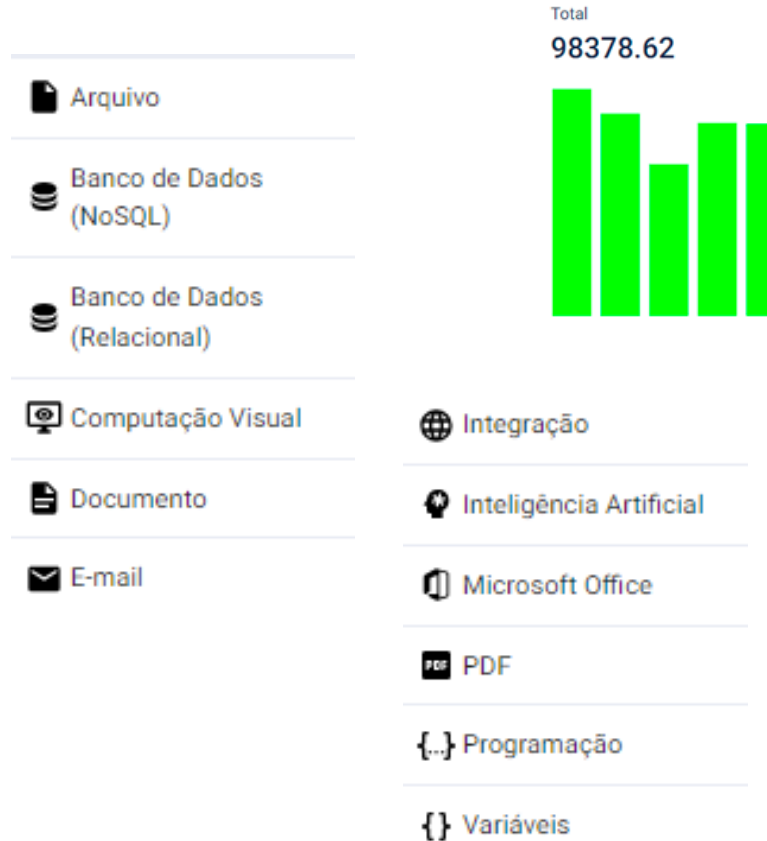 Total
98378.62
Arquivo
Banco de Dados
(NoSQL)
Banco de Dados
(Relacional)
Computação Visual
Documento
E-mail
Integração
Inteligência Artificial
Microsoft Office
PDF
PDF
Programação
Variáveis